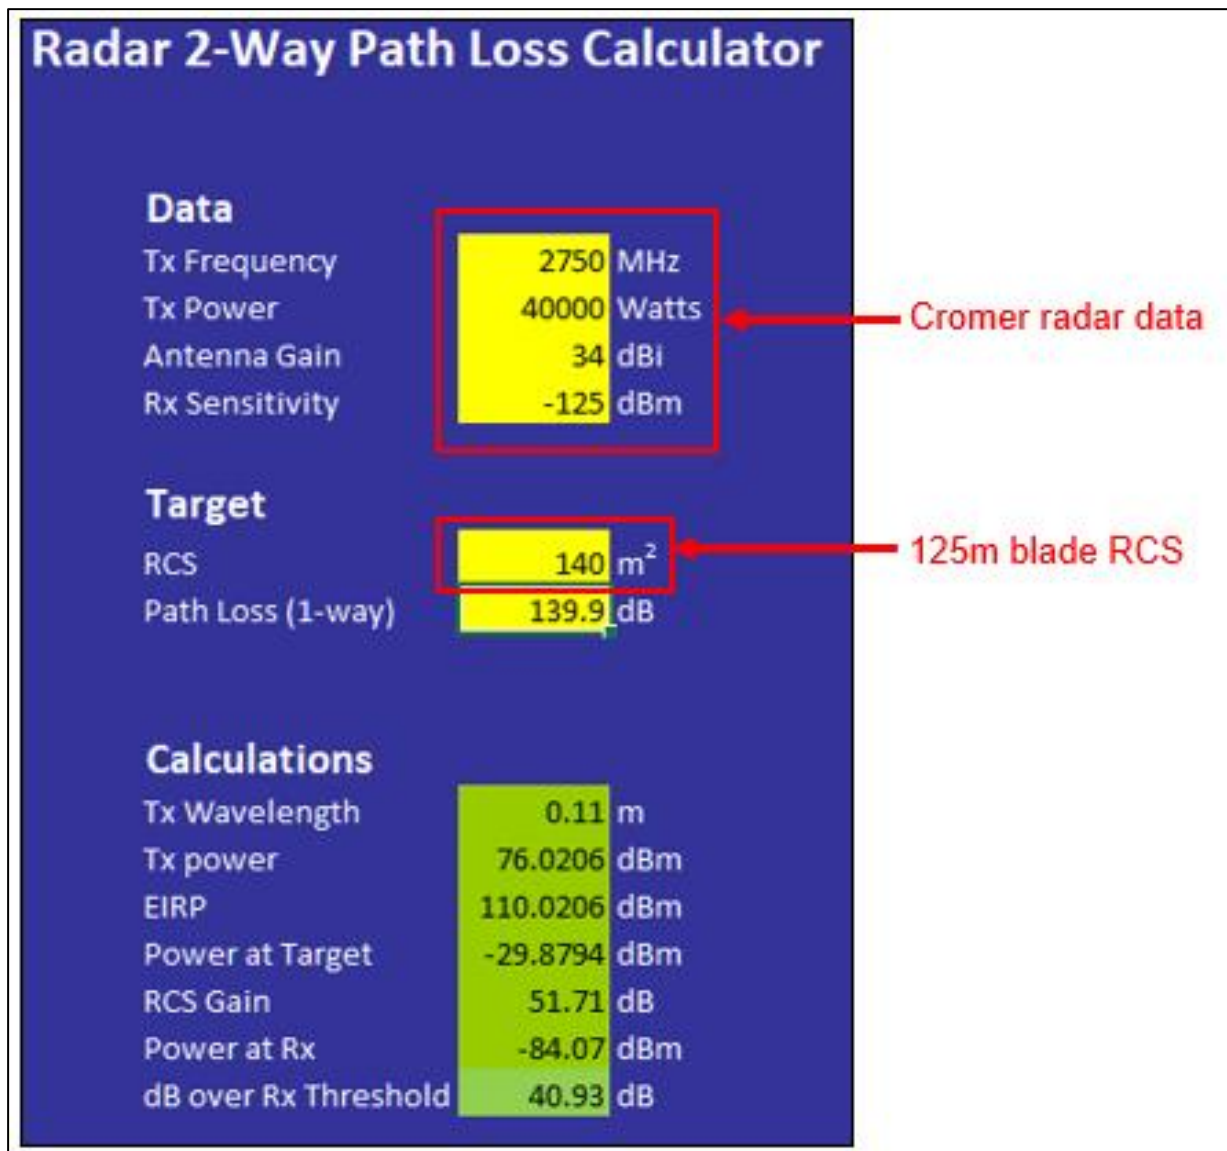 Radar 2-Way Path Loss Calculator
Data
Tx Frequency 2750 MHz
Tx Power 40000 Watts
Antenna Gain 34 dBi
Rx Sensitivity -125 dBm
Cromer radar data
Target
RCS 140 m²
125m blade RCS
Path Loss (1-way) 139.9 dB
Calculations
Tx Wavelength 0.11 m
Tx power 76.0206 dBm
EIRP 110.0206 dBm
Power at Target -29.8794 dBm
RCS Gain 51.71 dB
Power at Rx -84.07 dBm
dB over Rx Threshold 40.93 dB